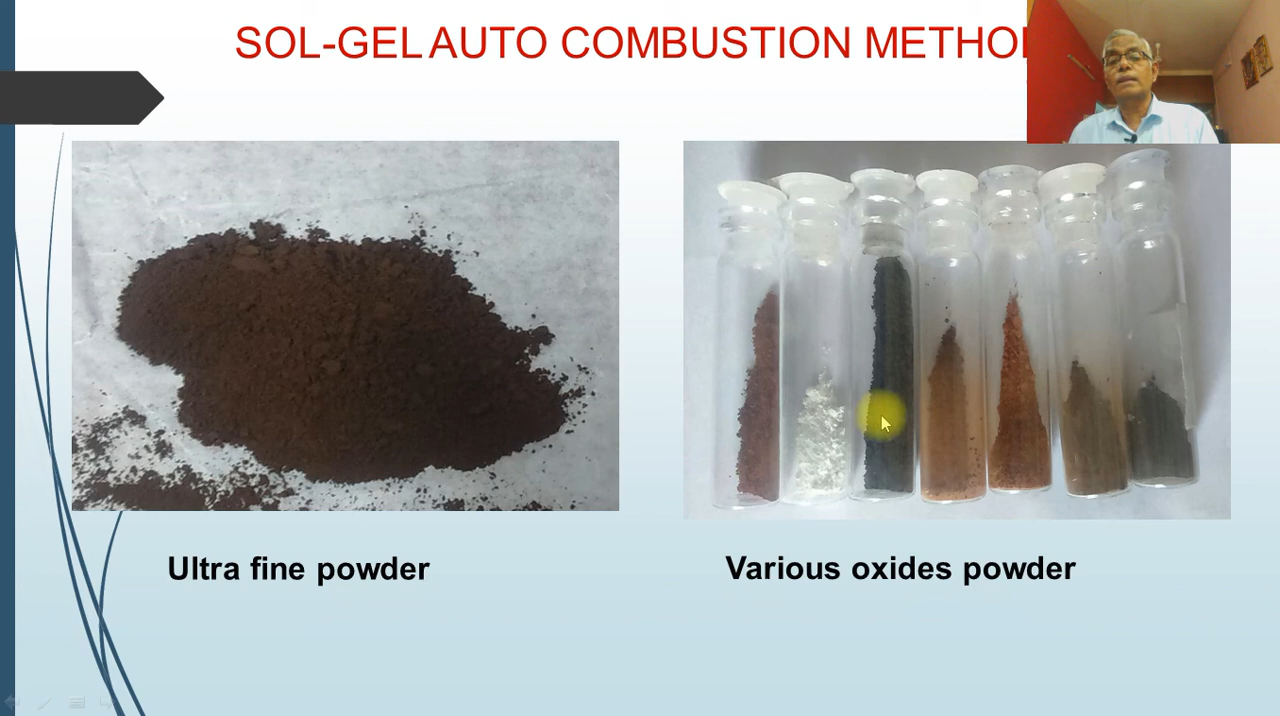 SOL-GEL AUTO COMBUSTION METHO
Ultra fine powder
Various oxides powder